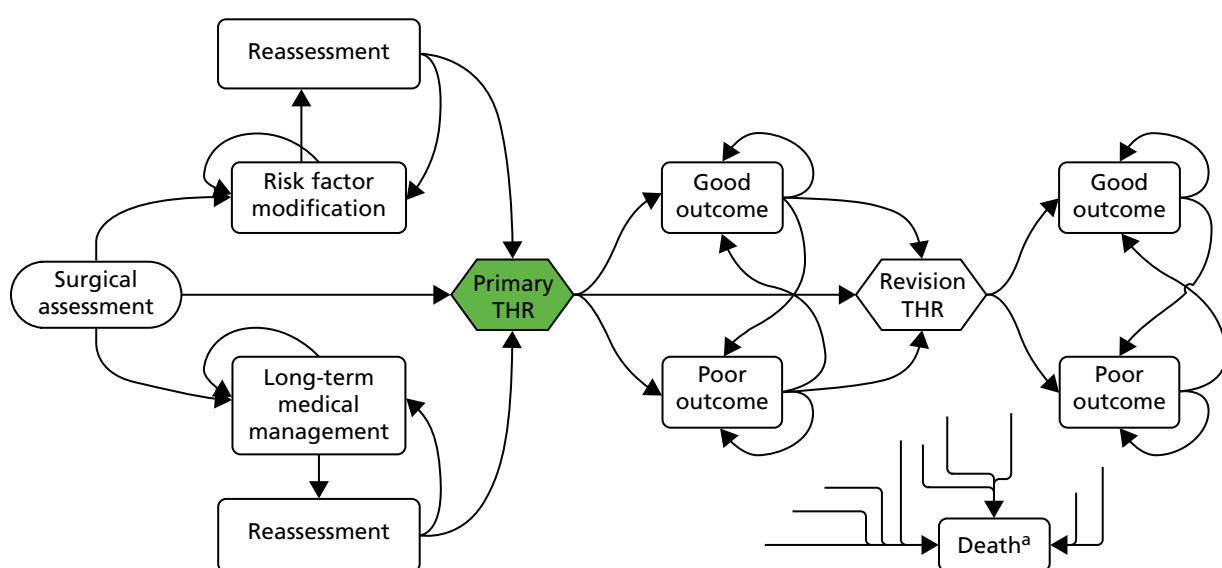 Reassessment
Risk factor
modification
Surgical
assessment
Long-term
medical
management
Reassessment
Primary
THR
Good
outcome
Poor
outcome
Revision
THR
Good
outcome
Poor
outcome
Deathª